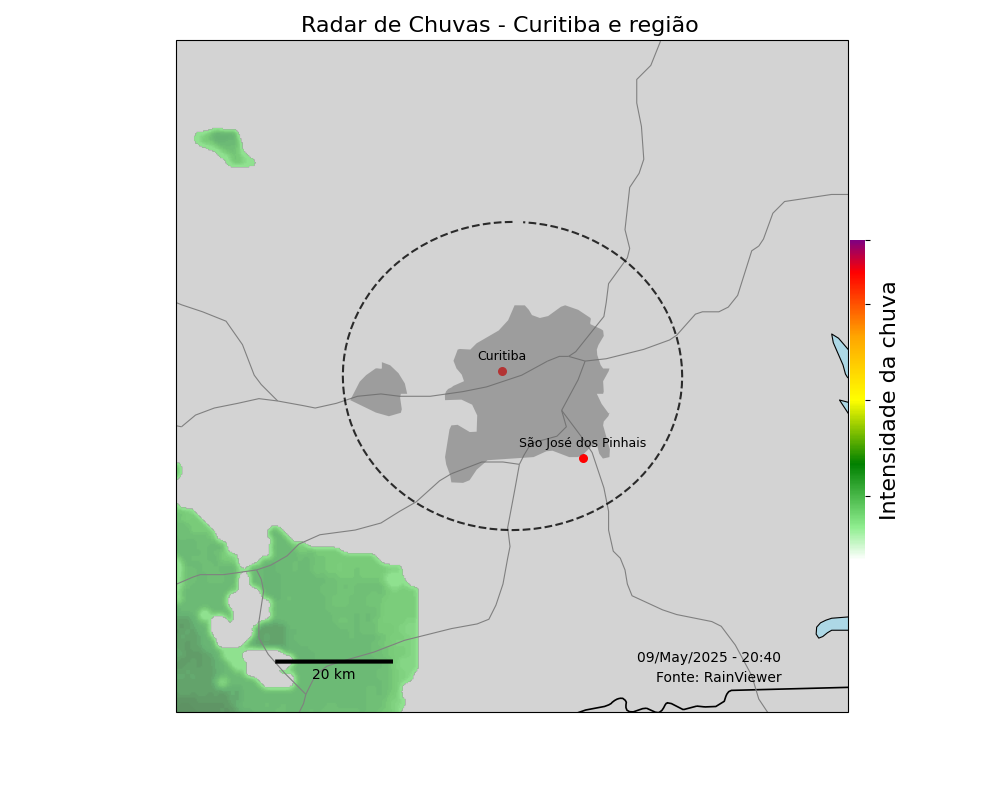 Radar de Chuvas - Curitiba e região
Curitiba
São José dos Pinhais
Intensidade da chuva
09/May/2025 - 20:40
Fonte: RainViewer
20 km